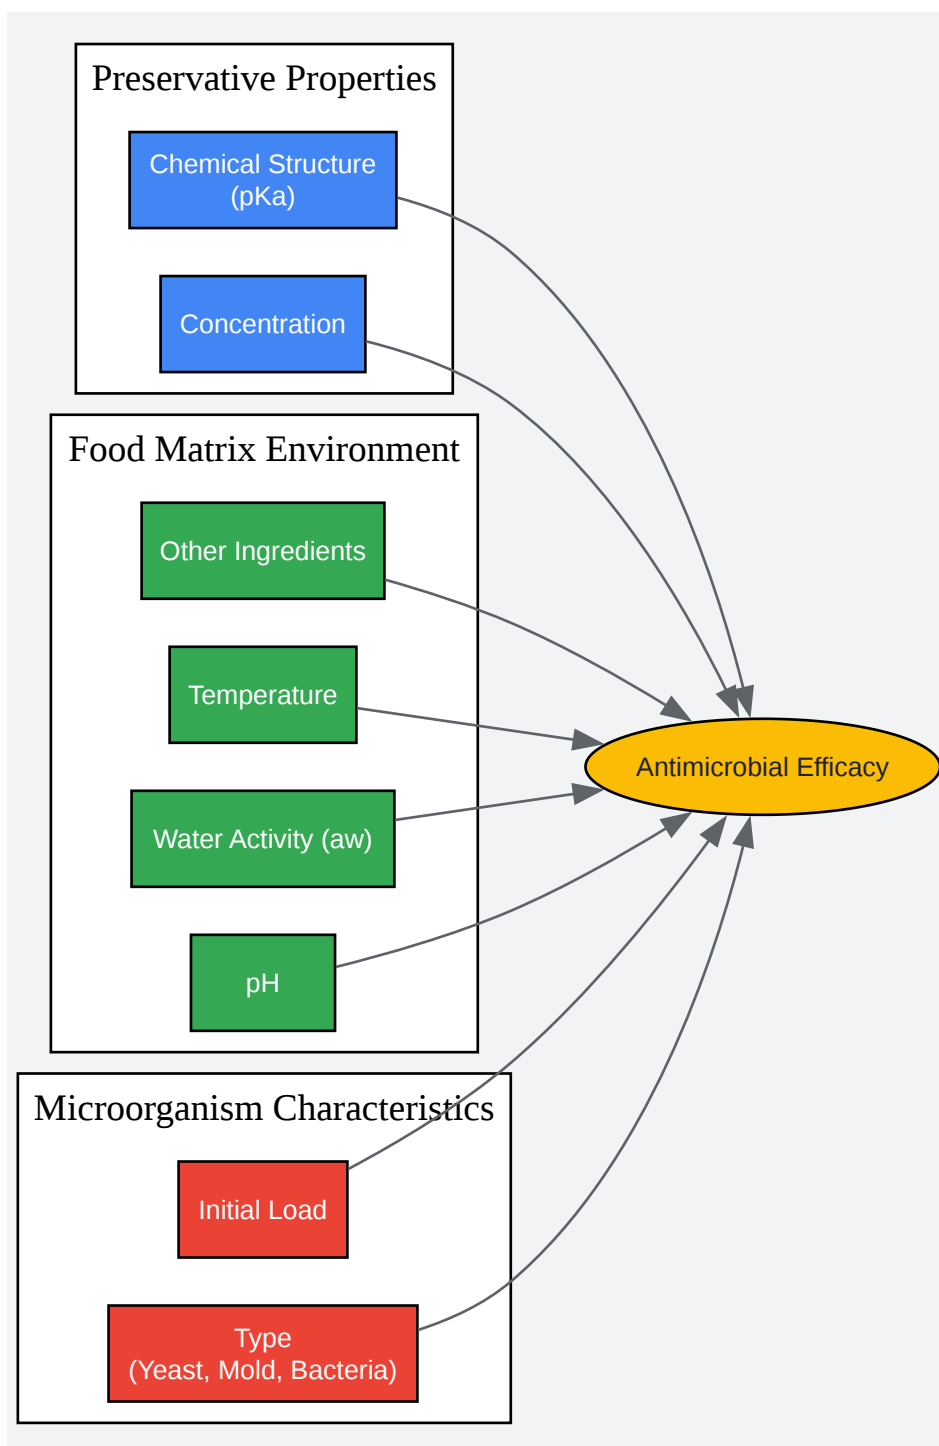 Preservative Properties
Chemical Structure
(pKa)
Concentration
Food Matrix Environment
Other Ingredients
Temperature
Water Activity (aw)
pH
Antimicrobial Efficacy
Microorganism Characteristics
Initial Load
Type
(Yeast, Mold, Bacteria)